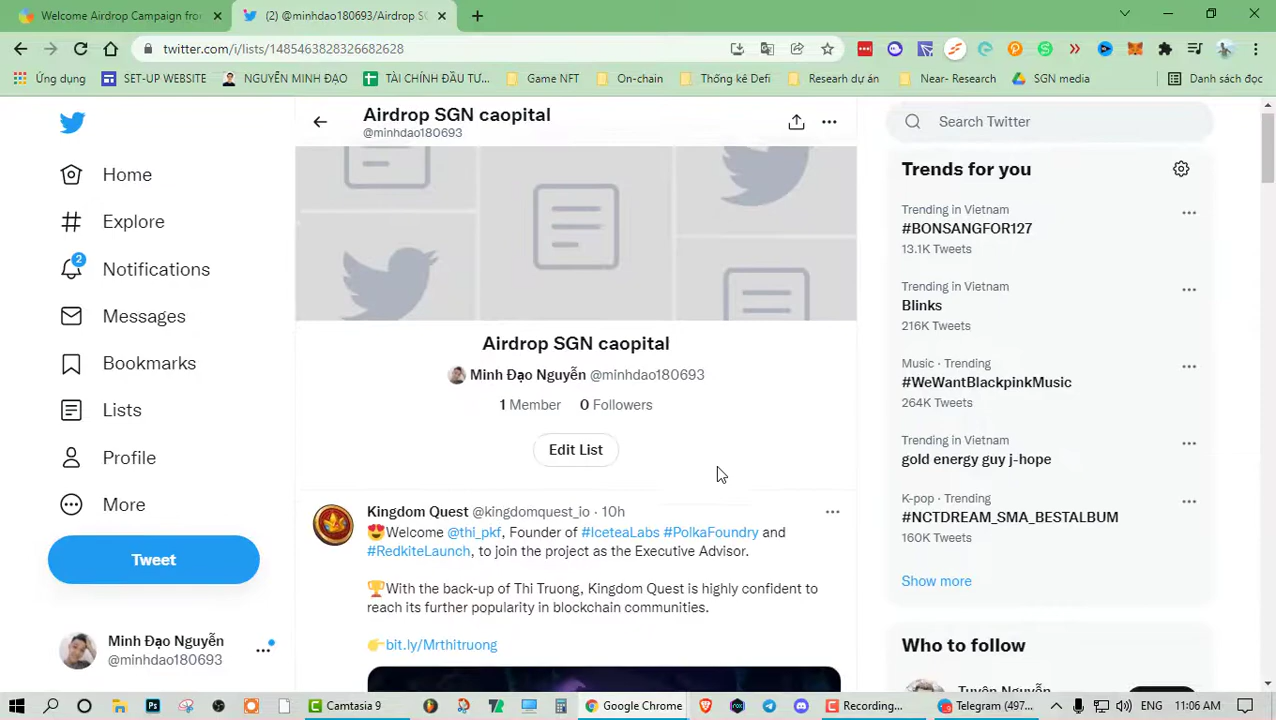 Welcome Airdrop Campaign fro
(2) @minhdao180693/Airdrop S
twitter.com/i/lists/1485463828326682628
Ứng dụng
SET-UP WEBSITE
NGUYỄN MINH ĐẠO
TÀI CHÍNH ĐẦU TƯ...
Game NFT
On-chain
Thống kê Defi
Researh dự án
Near- Research
SGN media
Danh sách đọc
Airdrop SGN caopital
@minhdao180693
Search Twitter
Home
Explore
2
Notifications
Messages
Bookmarks
Lists
Profile
More
Tweet
Minh Đạo Nguyễn
@minhdao180693
Airdrop SGN caopital
Minh Đạo Nguyễn @minhdao180693
1 Member 0 Followers
Edit List
Kingdom Quest @kingdomquest_io · 10h
Welcome @thi_pkf, Founder of #IceteaLabs #PolkaFoundry and
#RedkiteLaunch, to join the project as the Executive Advisor.
With the back-up of Thi Truong, Kingdom Quest is highly confident to
reach its further popularity in blockchain communities.
bit.ly/Mrthitruong
Trends for you
Trending in Vietnam
#BONSANGFOR127
13.1K Tweets
Trending in Vietnam
Blinks
216K Tweets
Music · Trending
#WeWantBlackpinkMusic
264K Tweets
Trending in Vietnam
gold energy guy j-hope
K-pop · Trending
#NCTDREAM_SMA_BESTALBUM
160K Tweets
Show more
Who to follow
Tuyên Nguyễn
Camtasia 9
Google Chrome
Recording...
Telegram (497...
ENG
11:06 AM